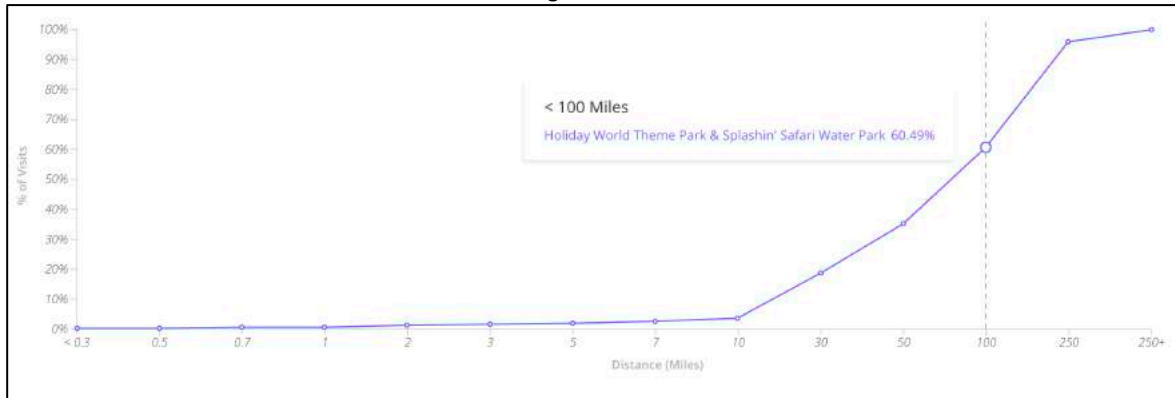 100%
90%
80%
70%
60%
50%
40%
30%
20%
10%
0%
% of Visits
< 100 Miles
Holiday World Theme Park & Splashin' Safari Water Park 60.49%
< 0.3 0.5 0.7 1 2 3 5 7 10 30 50 100 250 250+
Distance (Miles)